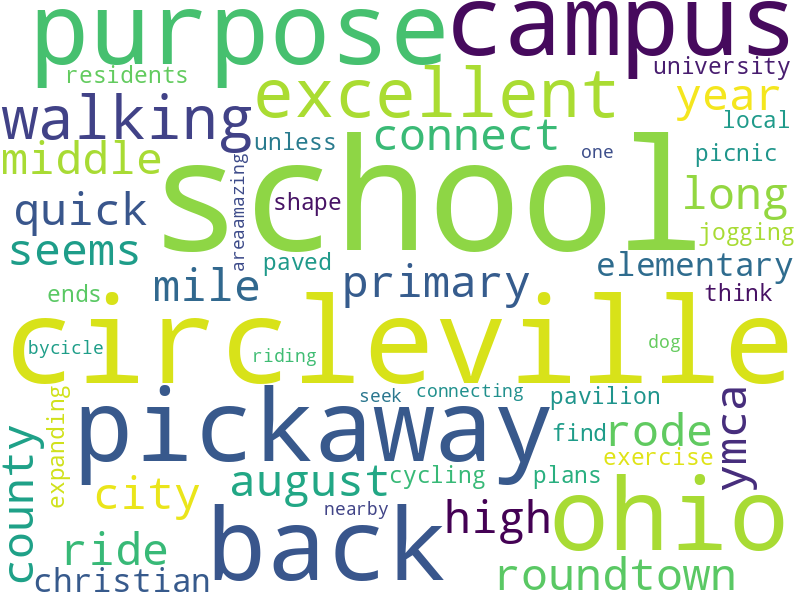 purpose campus
residents university
walking excellent year
connect local
middle unless one picnic
school
areaamazing
quick shape long
seems paved jogging
mile primary elementary
ends think
circleville
bycicle riding dog
pickaway
seek connecting pavilion
expanding ymca
county find rode
august cycling plans exercise
city
back nearby high ohio
ride
christian roundtown